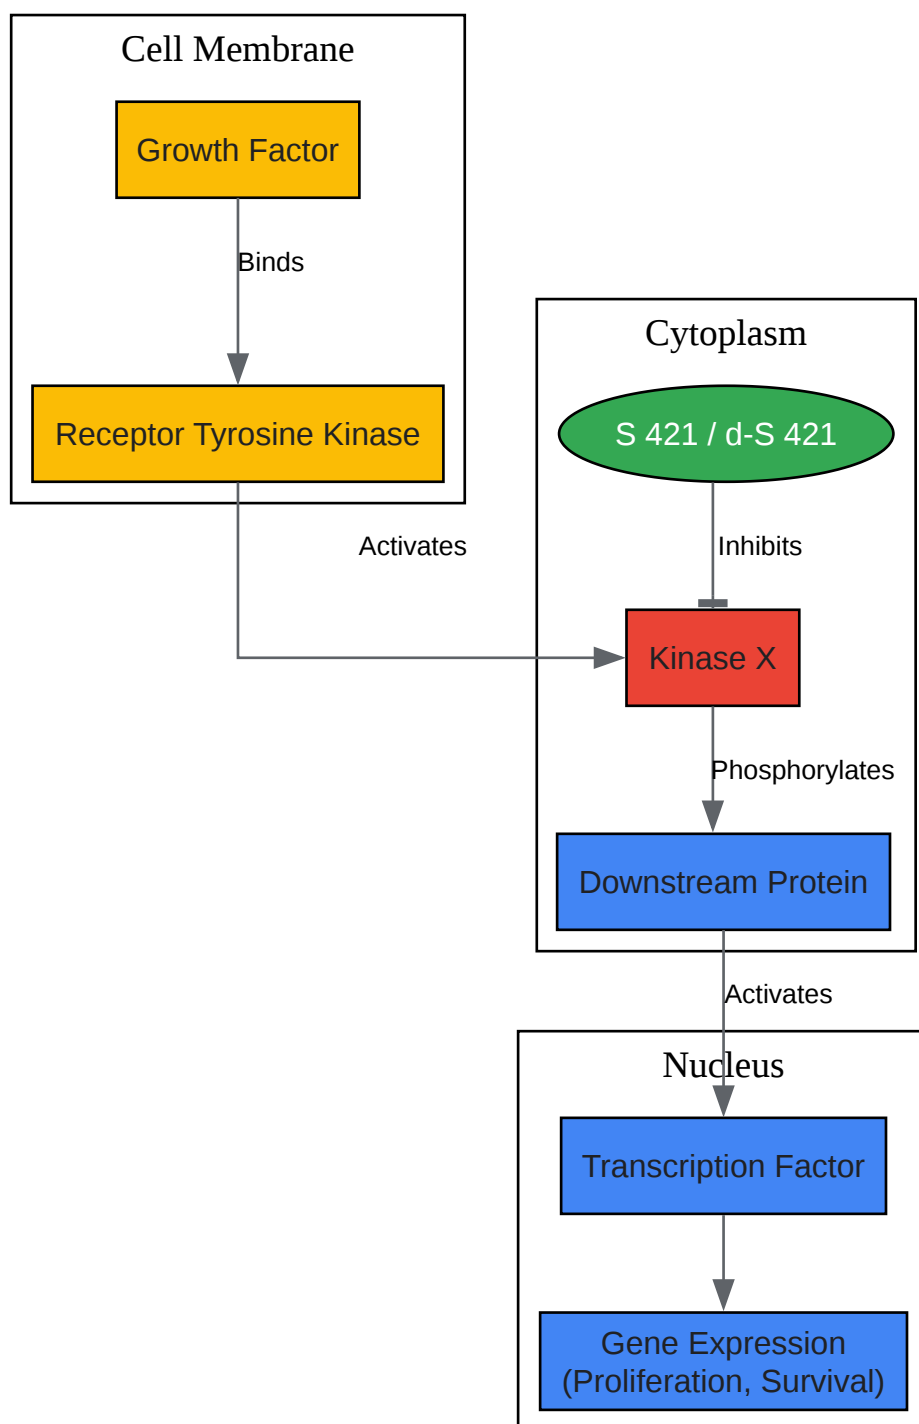 Cell Membrane
Growth Factor
Binds
Receptor Tyrosine Kinase
Activates
Cytoplasm
S 421 / d-S 421
Inhibits
Kinase X
Phosphorylates
Downstream Protein
Activates
Nucleus
Transcription Factor
Gene Expression
(Proliferation, Survival)